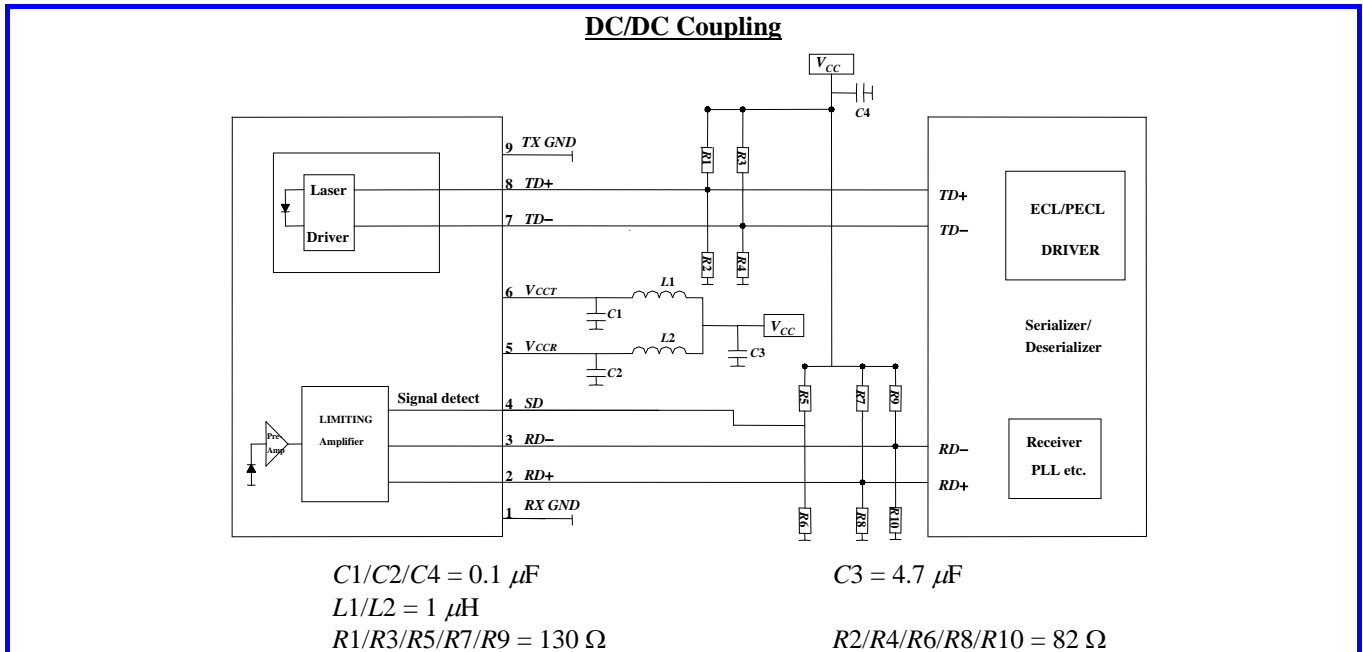 DC/DC Coupling
VCC
C4
9 TX GND
R1
R3
Laser
Driver
8 TD+
TD+
7 TD−
TD−
ECL/PECL
DRIVER
R2
R4
6 VCCT
L1
C1
VCC
5 VCCR
L2
C2
C3
Serializer/
Deserializer
R5
R7
R9
Signal detect
4 SD
LIMITING
Amplifier
Pre
Amp
3 RD−
RD−
Receiver
PLL etc.
2 RD+
RD+
1 RX GND
R6
R8
R10
C1/C2/C4 = 0.1 μF
C3 = 4.7 μF
L1/L2 = 1 μH
R1/R3/R5/R7/R9 = 130 Ω
R2/R4/R6/R8/R10 = 82 Ω